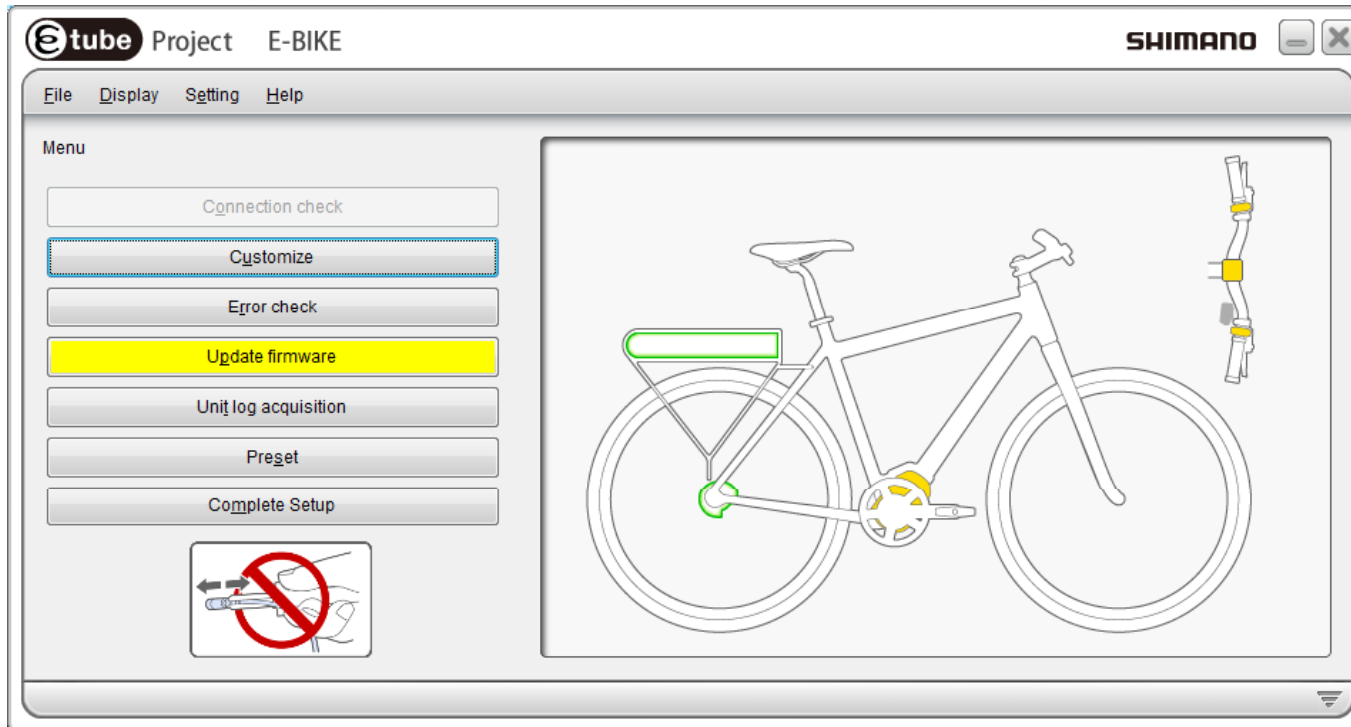 etube Project E-BIKE SHIMANO
File Display Setting Help
Menu
Connection check
Customize
Error check
Update firmware
Unit log acquisition
Preset
Complete Setup